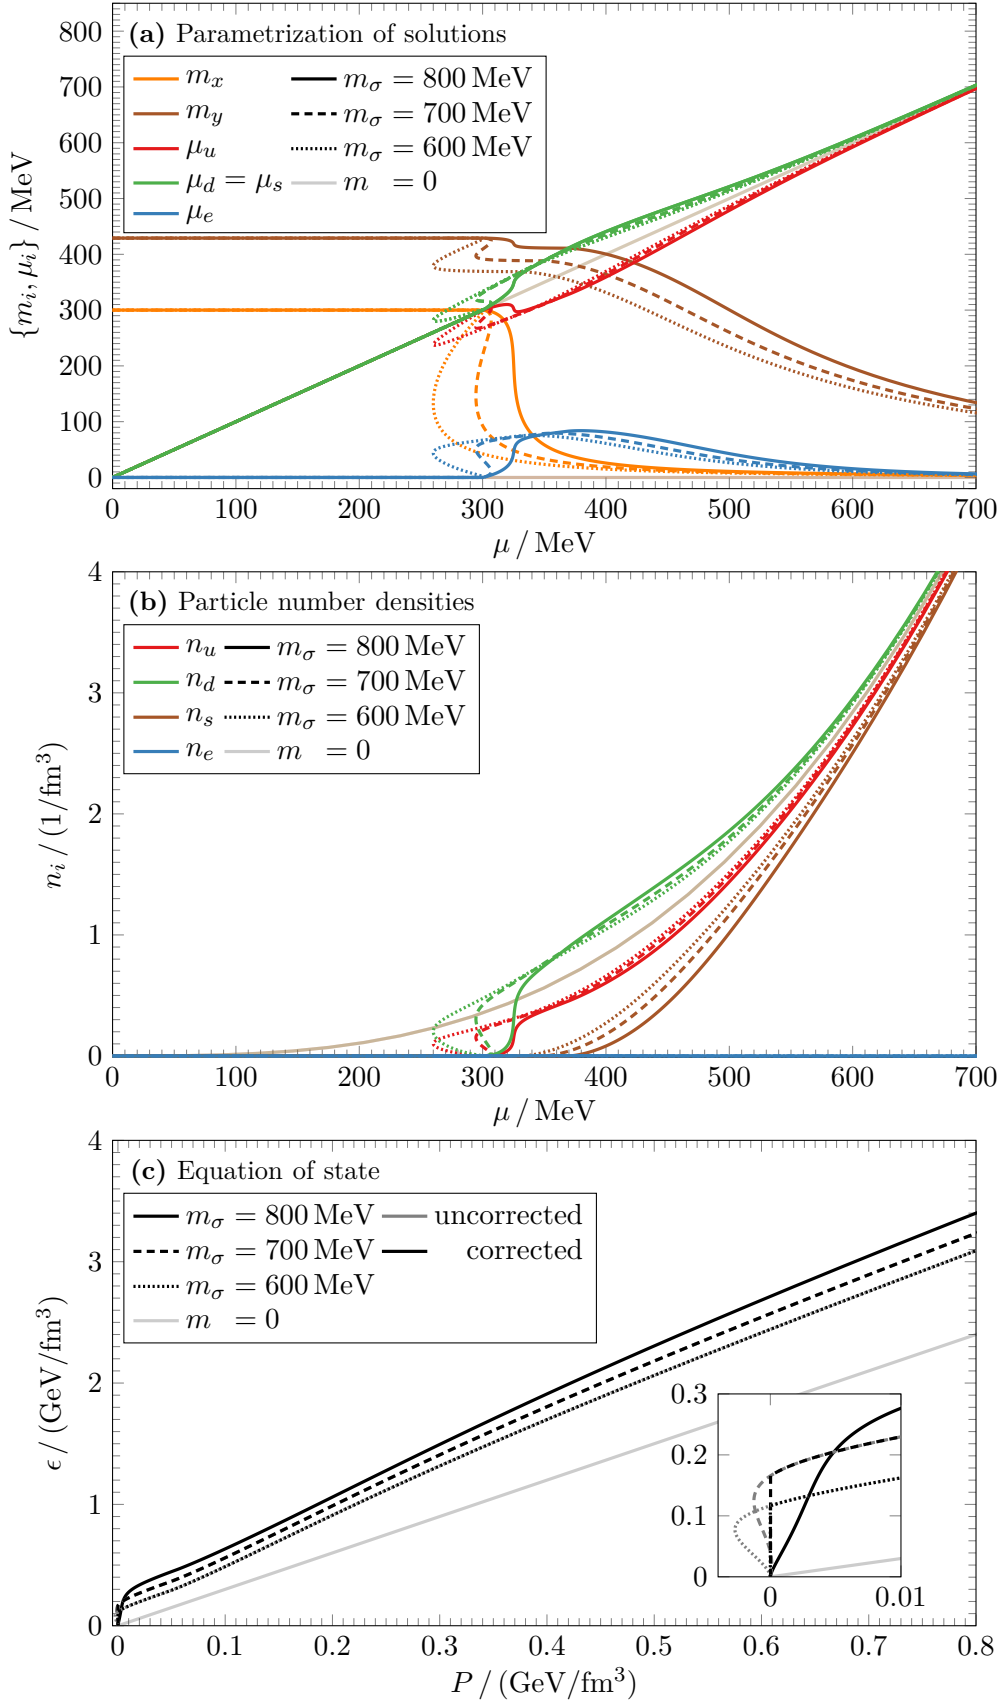 (a) Parametrization of solutions
m_x m_σ = 800 MeV
m_y m_σ = 700 MeV
μ_u m_σ = 600 MeV
μ_d = μ_s m = 0
μ_e
{m_i, μ_i} / MeV
800
700
600
500
400
300
200
100
0
0 100 200 300 400 500 600 700
μ / MeV
(b) Particle number densities
n_u m_σ = 800 MeV
n_d m_σ = 700 MeV
n_s m_σ = 600 MeV
n_e m = 0
n_i / (1/fm³)
4
3
2
1
0
0 100 200 300 400 500 600 700
μ / MeV
(c) Equation of state
m_σ = 800 MeV uncorrected
m_σ = 700 MeV corrected
m_σ = 600 MeV
m = 0
ϵ / (GeV/fm³)
4
3
2
1
0
0.3
0.2
0.1
0
0 0.01
0 0.1 0.2 0.3 0.4 0.5 0.6 0.7 0.8
P / (GeV/fm³)